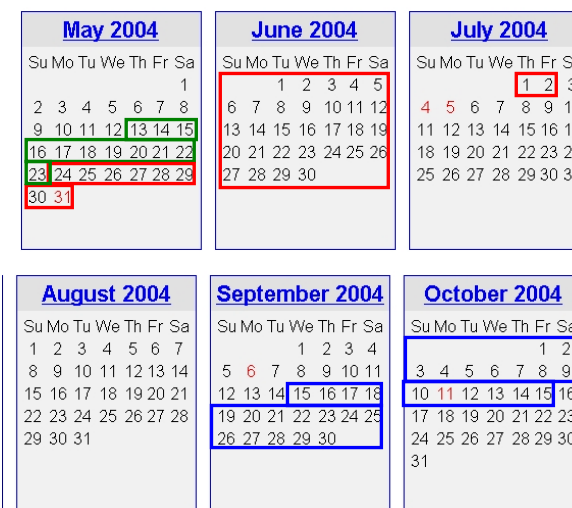 May 2004
June 2004
July 2004
Su Mo Tu We Th Fr Sa
Su Mo Tu We Th Fr Sa
Su Mo Tu We Th Fr S
1
1 2 3 4 5
1 2 3
2 3 4 5 6 7 8
6 7 8 9 10 11 12
4 5 6 7 8 9 1
9 10 11 12 13 14 15
13 14 15 16 17 18 19
11 12 13 14 15 16 1
16 17 18 19 20 21 22
20 21 22 23 24 25 26
18 19 20 21 22 23 2
23 24 25 26 27 28 29
27 28 29 30
25 26 27 28 29 30 3
30 31
August 2004
September 2004
October 2004
Su Mo Tu We Th Fr Sa
Su Mo Tu We Th Fr Sa
Su Mo Tu We Th Fr Sa
1 2 3 4 5 6 7
1 2 3 4
1 2
8 9 10 11 12 13 14
5 6 7 8 9 10 11
3 4 5 6 7 8 9
15 16 17 18 19 20 21
12 13 14 15 16 17 18
10 11 12 13 14 15 16
22 23 24 25 26 27 28
19 20 21 22 23 24 25
17 18 19 20 21 22 23
29 30 31
26 27 28 29 30
24 25 26 27 28 29 30
31